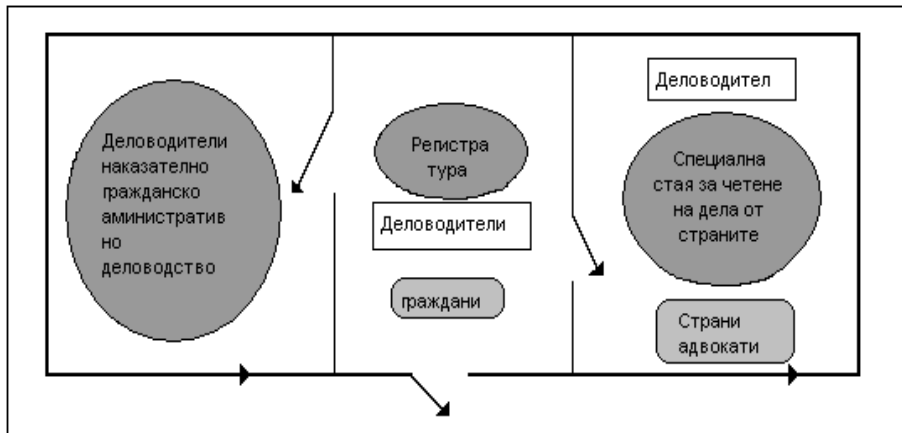 Деловодители
наказателно
гражданско
аминистратив
но
деловодство
Регистра
тура
Деловодители
граждани
Деловодител
Специална
стая за четене
на дела от
страните
Страни
адвокати